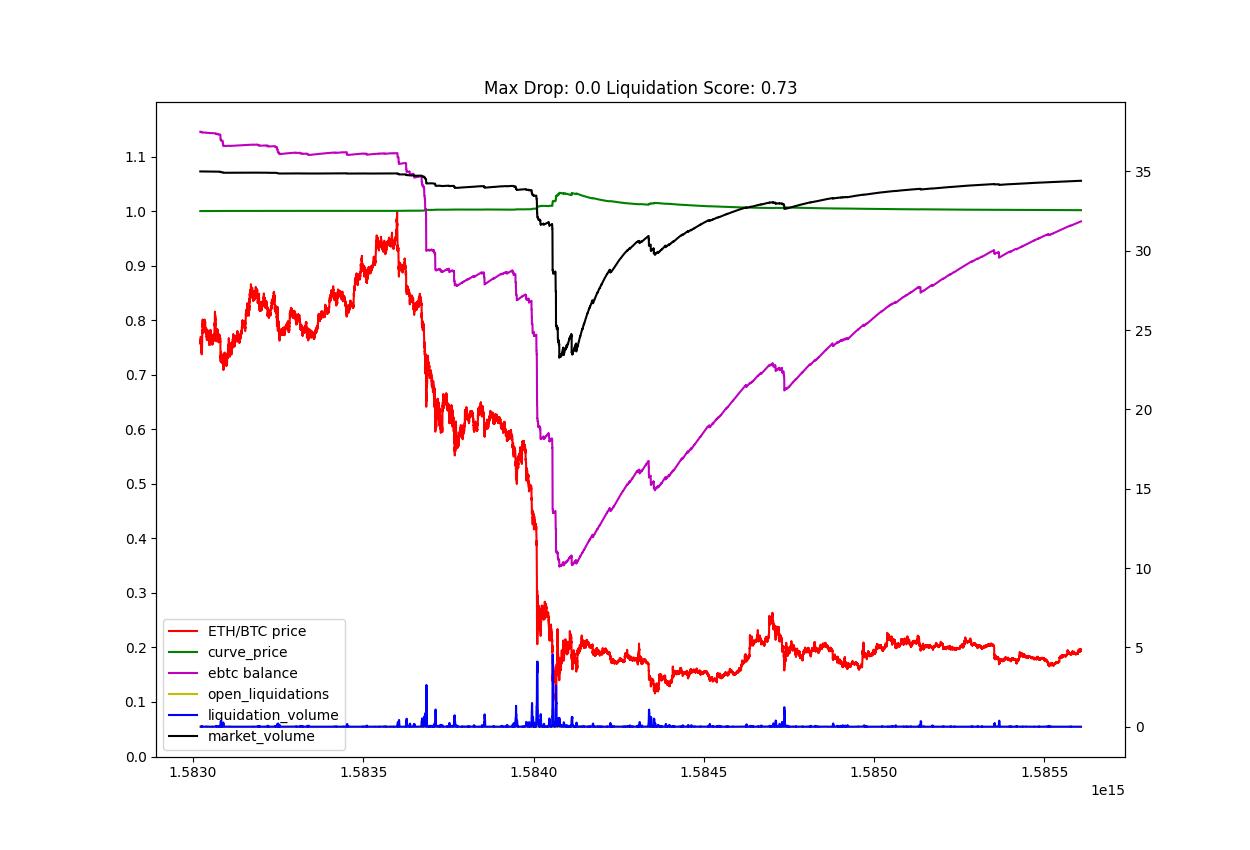 Max Drop: 0.0 Liquidation Score: 0.73
1.1
1.0
0.9
0.8
0.7
0.6
0.5
0.4
0.3
0.2
0.1
0.0
35
30
25
20
15
10
5
0
ETH/BTC price
curve_price
ebtc balance
open_liquidations
liquidation_volume
market_volume
1.5830 1.5835 1.5840 1.5845 1.5850 1.5855
1e15